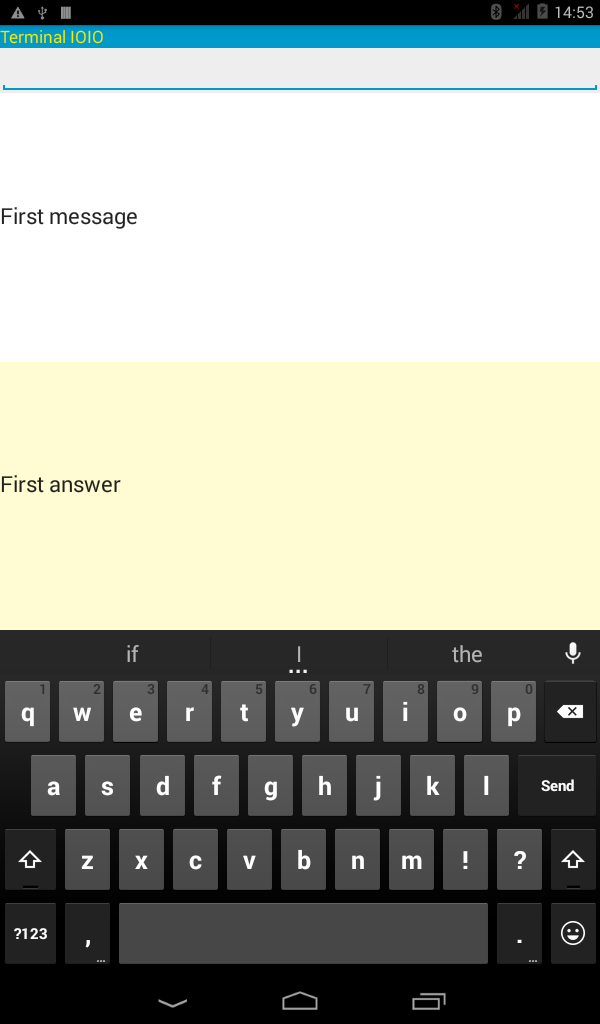 14:53
Terminal IOIO
First message
First answer
if I the
1 2 3 4 5 6 7 8 9 0
q w e r t y u i o p
a s d f g h j k l Send
z x c v b n m ! ?
?123 , ... . ...